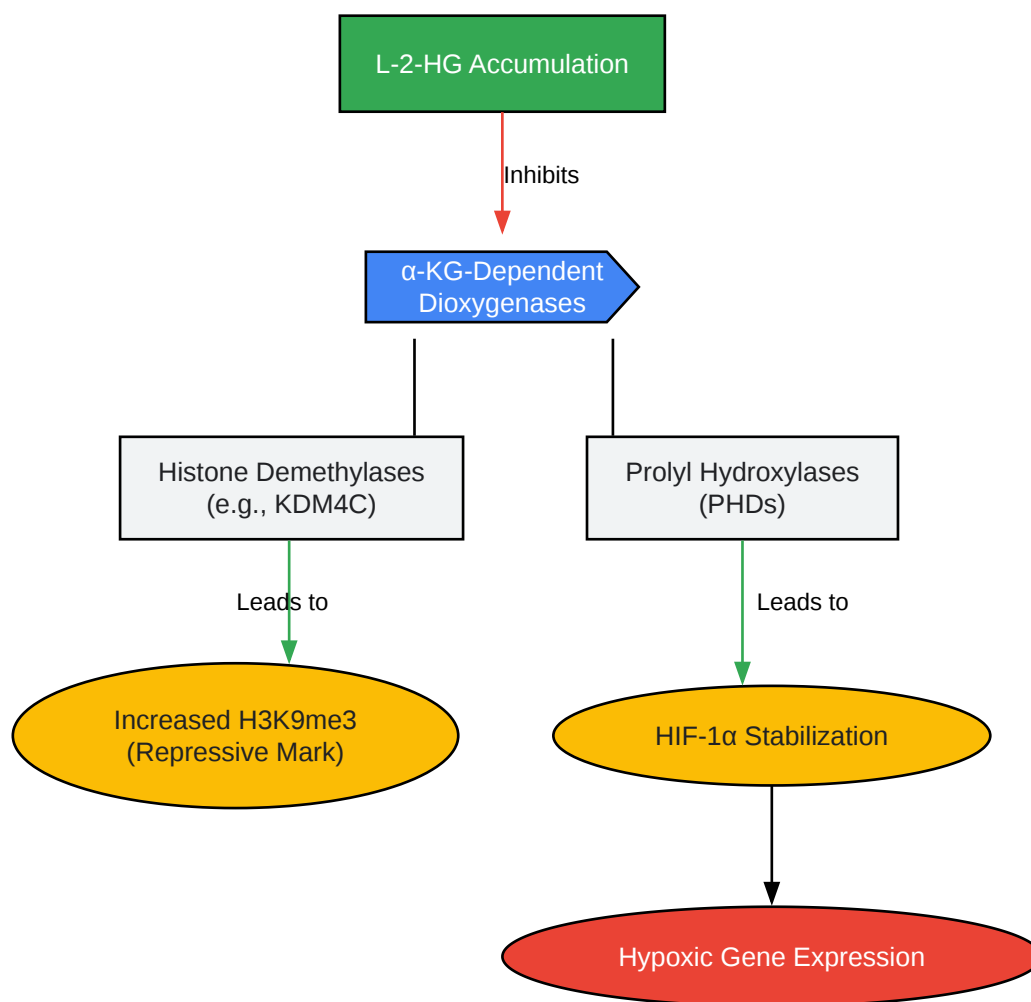 L-2-HG Accumulation
Inhibits
α-KG-Dependent
Dioxygenases
Histone Demethylases
(e.g., KDM4C)
Prolyl Hydroxylases
(PHDs)
Leads to
Leads to
Increased H3K9me3
(Repressive Mark)
HIF-1α Stabilization
Hypoxic Gene Expression